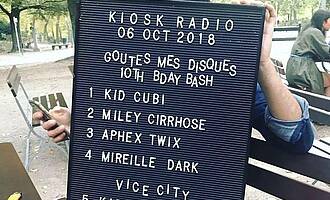 KIOSK RADIO
06 OCT 2018
GOUTES MES DISQUES
10TH BDAY BASH
1 KID CUBI
2 MILEY CIRRHOSE
3 APHEX TWIX
4 MIREILLE DARK
VICE CITY